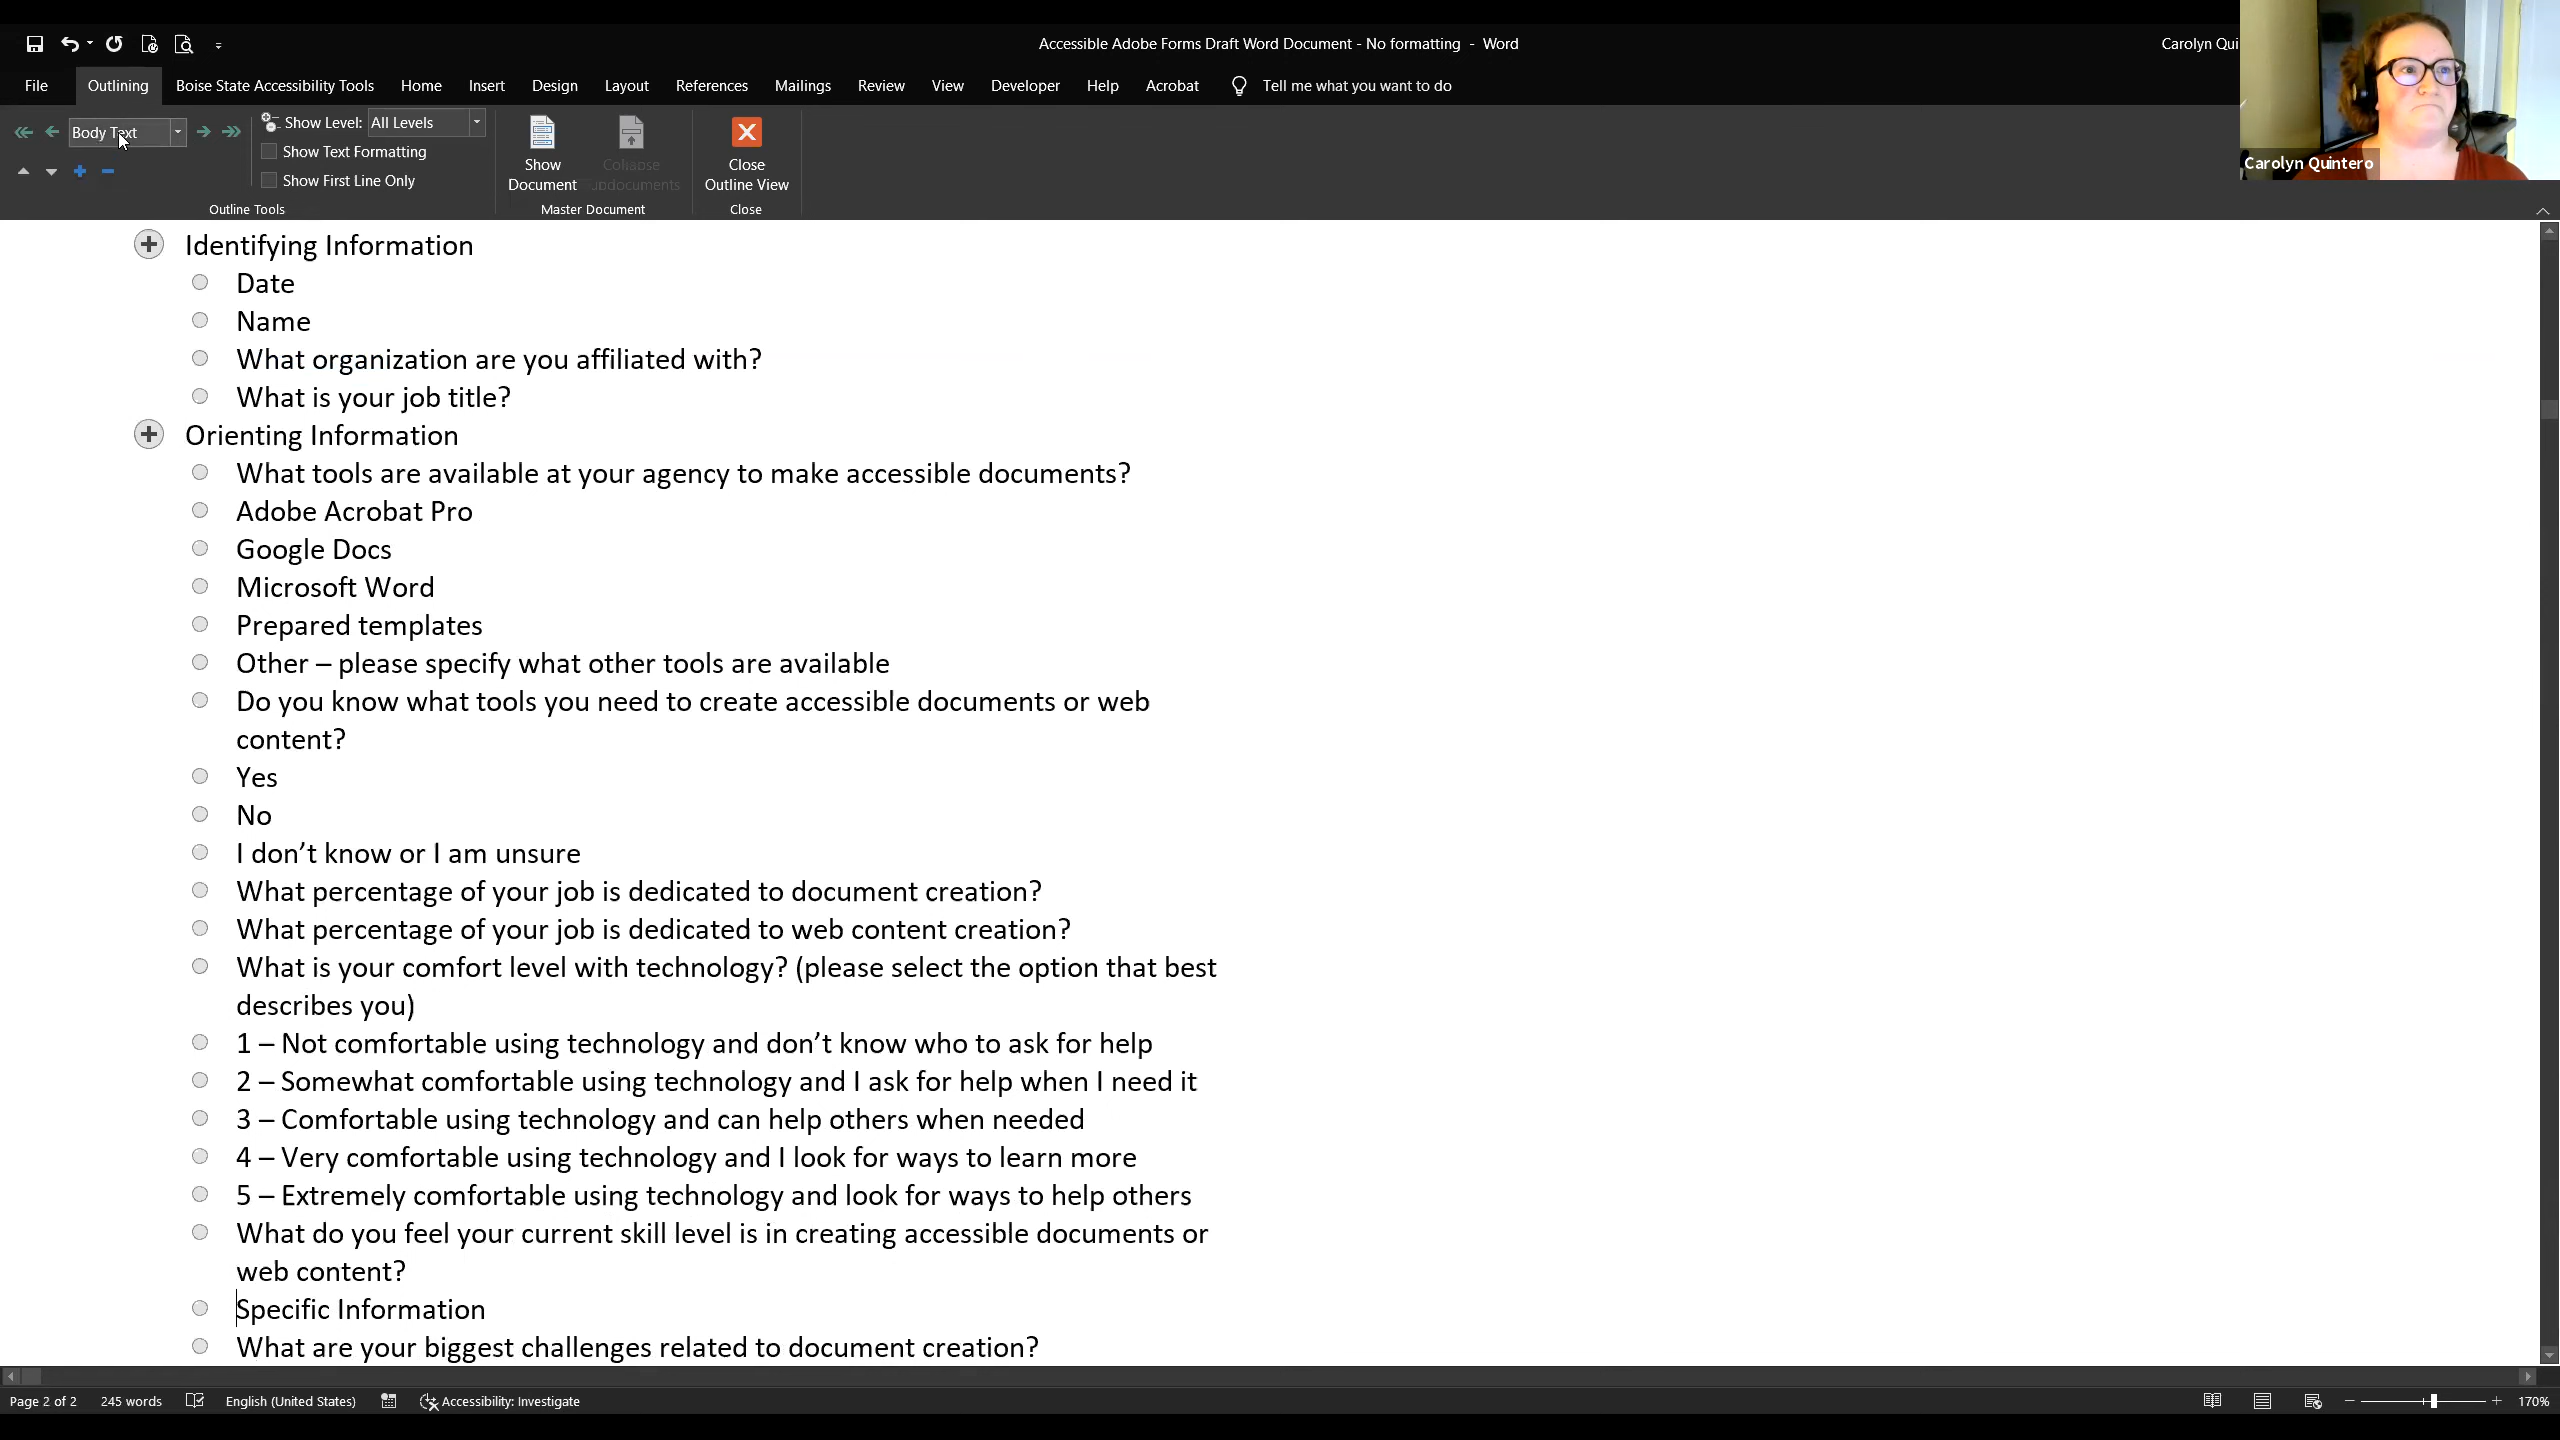 Accessible Adobe Forms Draft Word Document - No formatting - Word
Carolyn Qui
File Outlining Boise State Accessibility Tools Home Insert Design Layout References Mailings Review View Developer Help Acrobat Tell me what you want to do
Body Text
Show Level: All Levels
Show Text Formatting
Show First Line Only
Outline Tools
Show
Document
Collapse
Master Document
Close
Outline View
Close
Carolyn Quintero
Identifying Information
Date
Name
What organization are you affiliated with?
What is your job title?
Orienting Information
What tools are available at your agency to make accessible documents?
Adobe Acrobat Pro
Google Docs
Microsoft Word
Prepared templates
Other – please specify what other tools are available
Do you know what tools you need to create accessible documents or web
content?
Yes
No
I don’t know or I am unsure
What percentage of your job is dedicated to document creation?
What percentage of your job is dedicated to web content creation?
What is your comfort level with technology? (please select the option that best
describes you)
1 – Not comfortable using technology and don’t know who to ask for help
2 – Somewhat comfortable using technology and I ask for help when I need it
3 – Comfortable using technology and can help others when needed
4 – Very comfortable using technology and I look for ways to learn more
5 – Extremely comfortable using technology and look for ways to help others
What do you feel your current skill level is in creating accessible documents or
web content?
Specific Information
What are your biggest challenges related to document creation?
Page 2 of 2 245 words English (United States) Accessibility: Investigate 170%